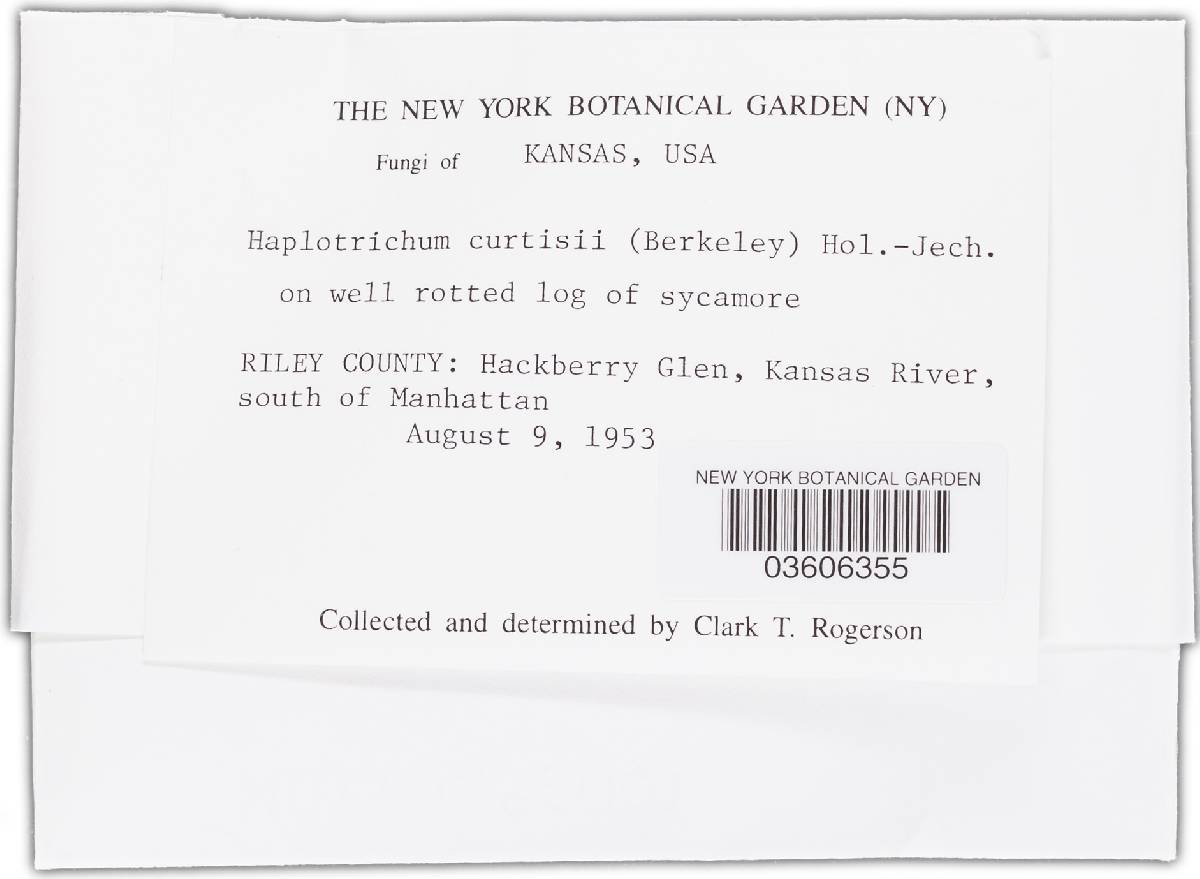 THE NEW YORK BOTANICAL GARDEN (NY)
Fungi of KANSAS, USA
Haplotrichum curtisii (Berkeley) Hol.-Jech.
on well rotted log of sycamore
RILEY COUNTY: Hackberry Glen, Kansas River,
south of Manhattan
August 9, 1953
NEW YORK BOTANICAL GARDEN
03606355
Collected and determined by Clark T. Rogerson